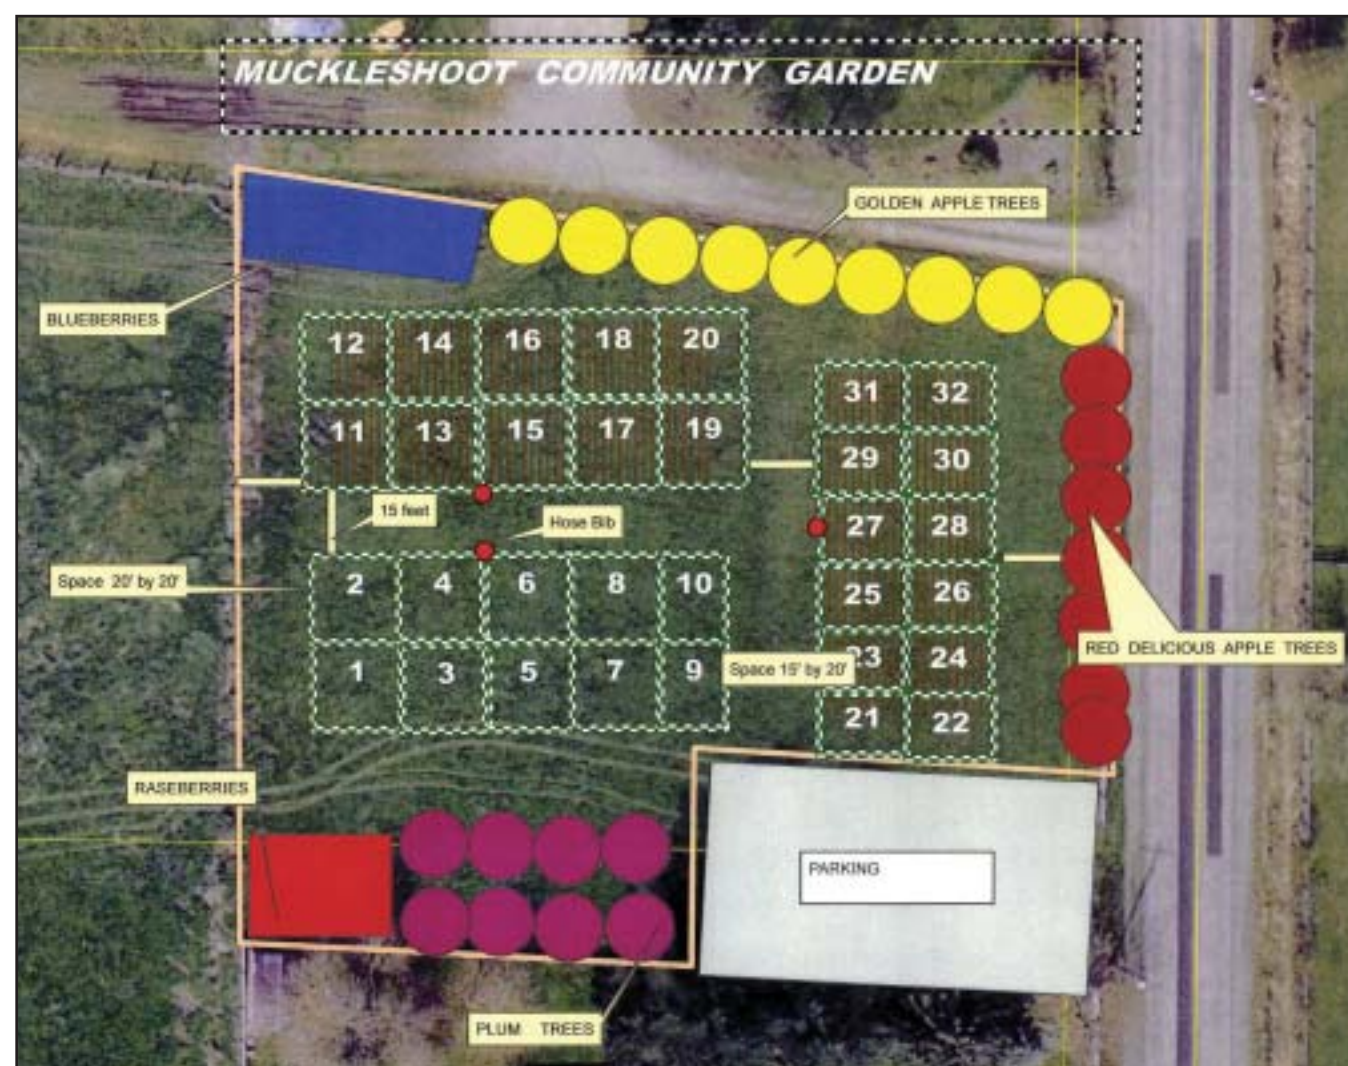 MUCKLESHOOT COMMUNITY GARDEN
GOLDEN APPLE TREES
BLUEBERRIES
12 14 16 18 20
11 13 15 17 19
31 32
29 30
27 28
25 26
23 24
21 22
15 feet
Hose Bib
Space 20' by 20'
2 4 6 8 10
1 3 5 7 9
Space 15' by 20'
RED DELICIOUS APPLE TREES
RASEBERRIES
PARKING
PLUM TREES